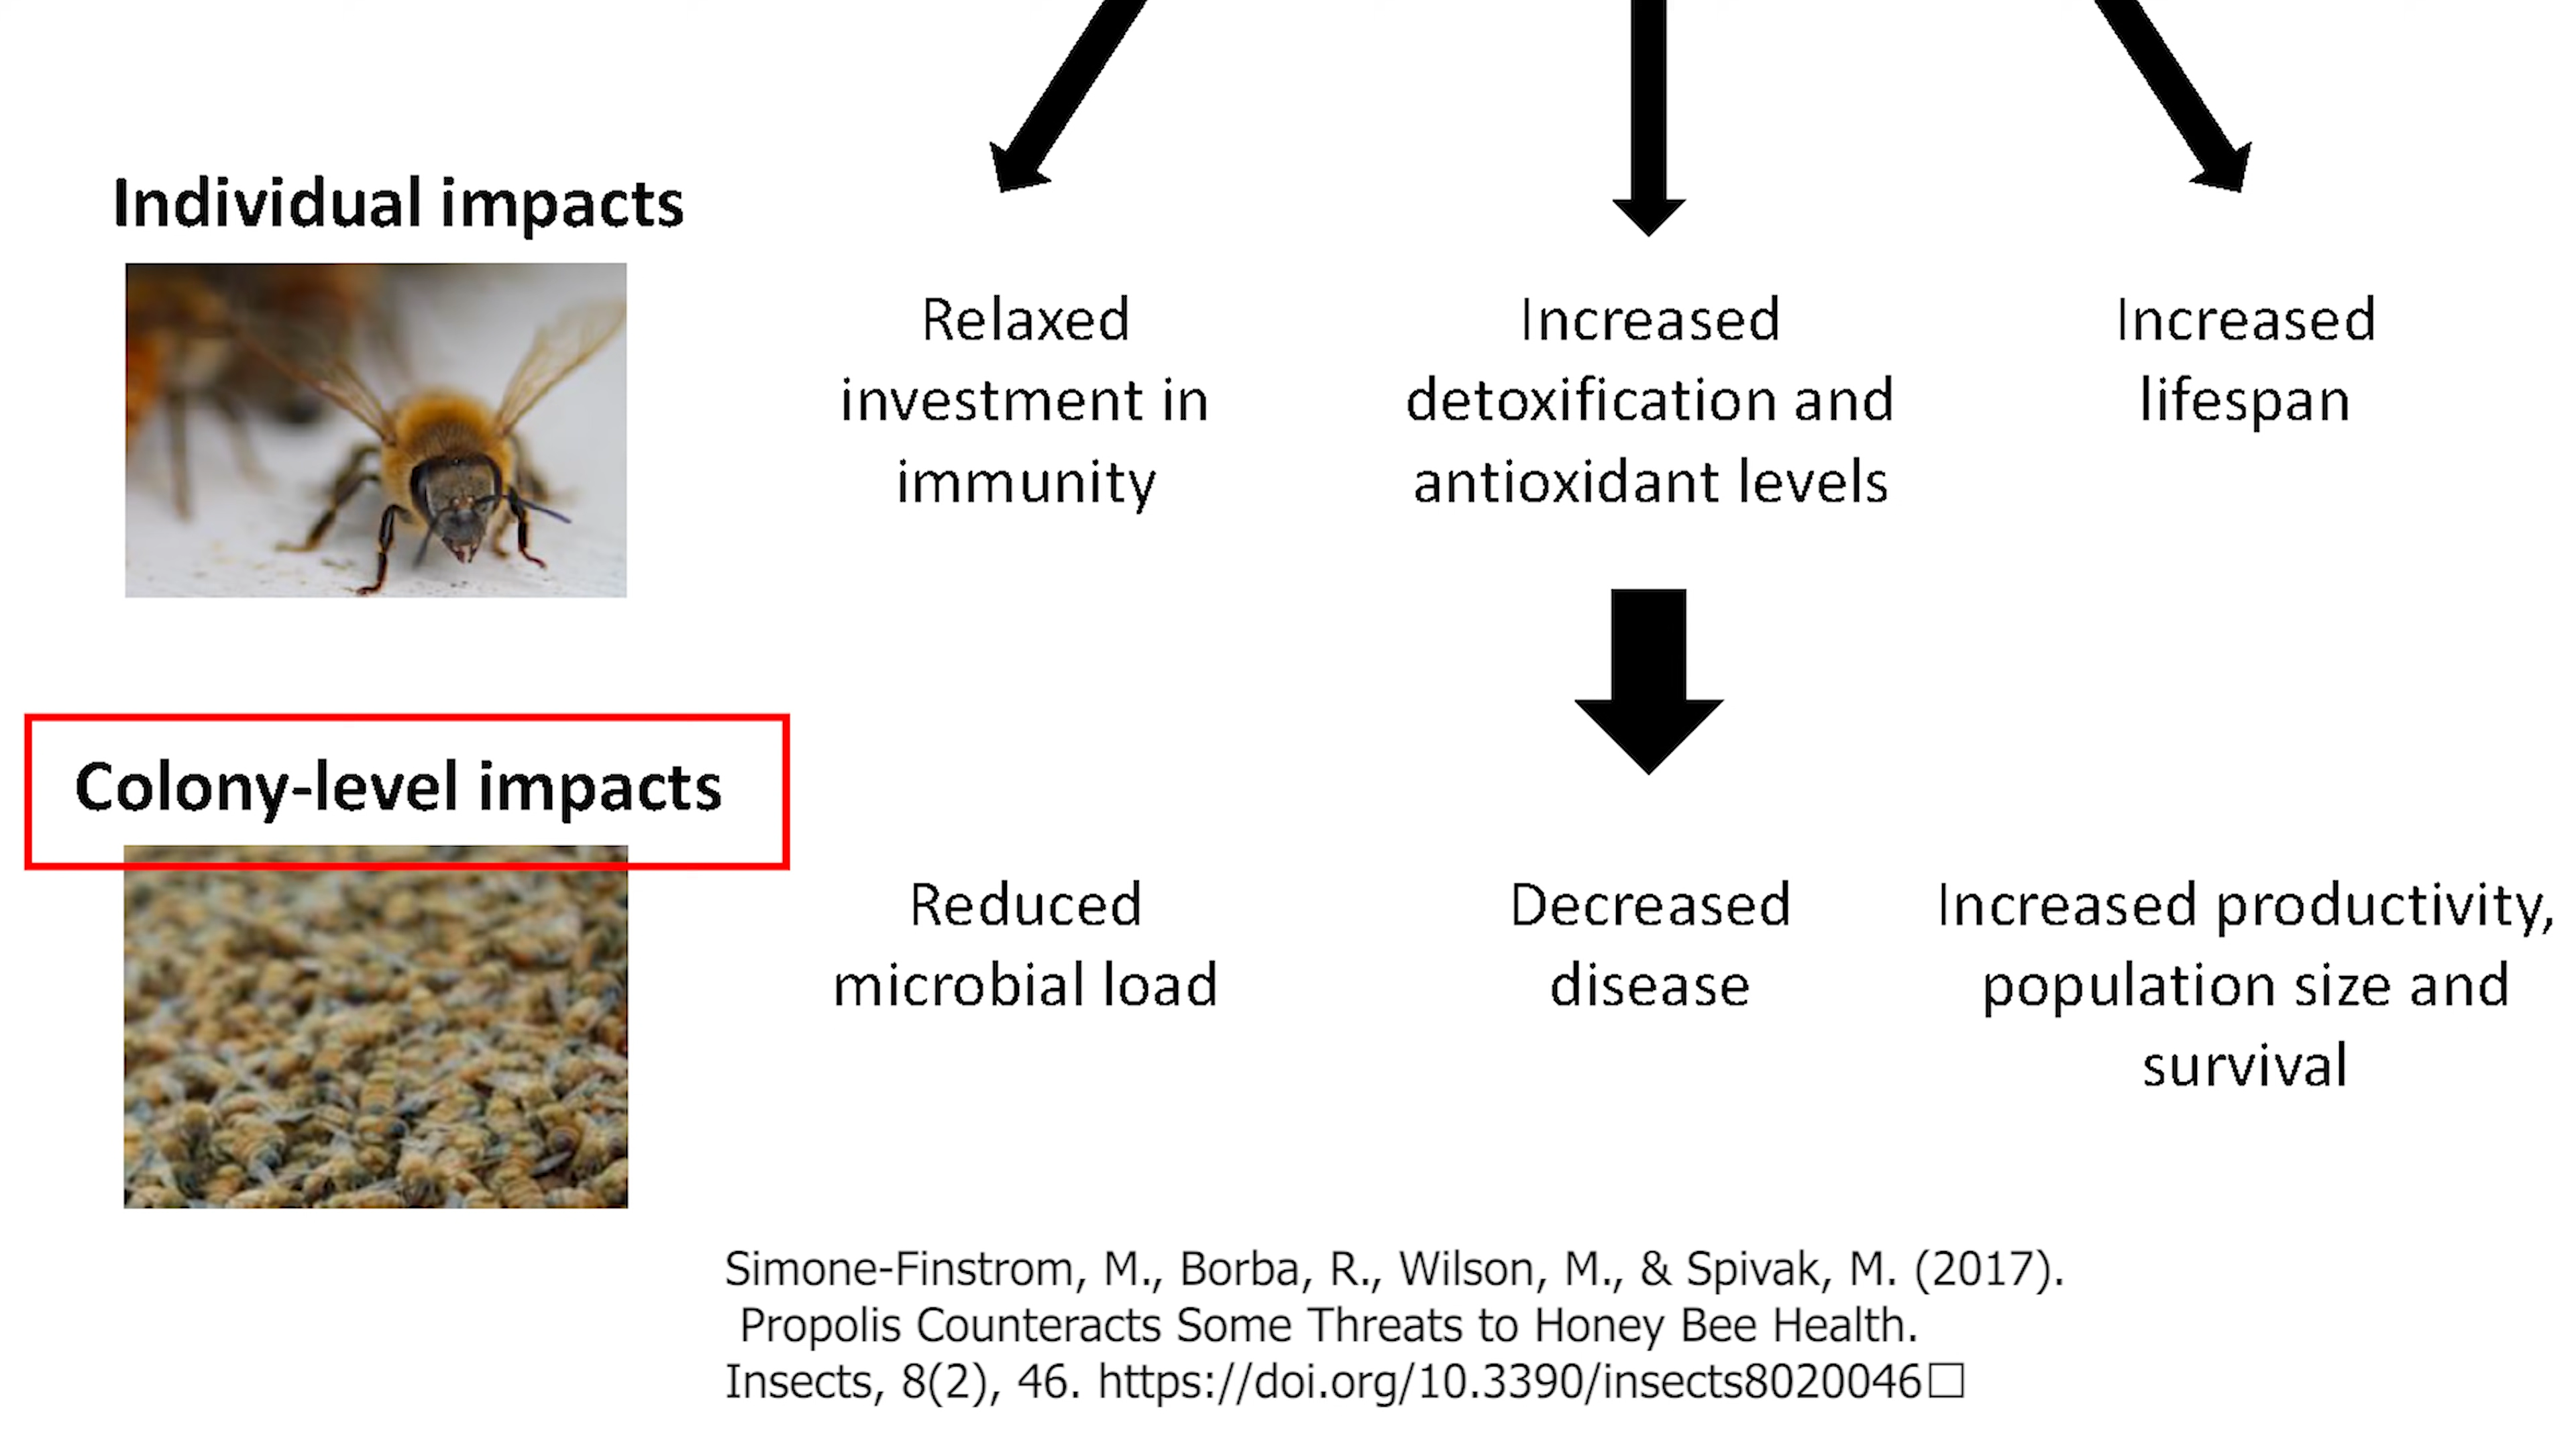 Individual impacts
Relaxed
investment in
immunity
Increased
detoxification and
antioxidant levels
Increased
lifespan
Colony-level impacts
Reduced
microbial load
Decreased
disease
Increased productivity,
population size and
survival
Simone-Finstrom, M., Borba, R., Wilson, M., & Spivak, M. (2017).
Propolis Counteracts Some Threats to Honey Bee Health.
Insects, 8(2), 46. https://doi.org/10.3390/insects8020046□